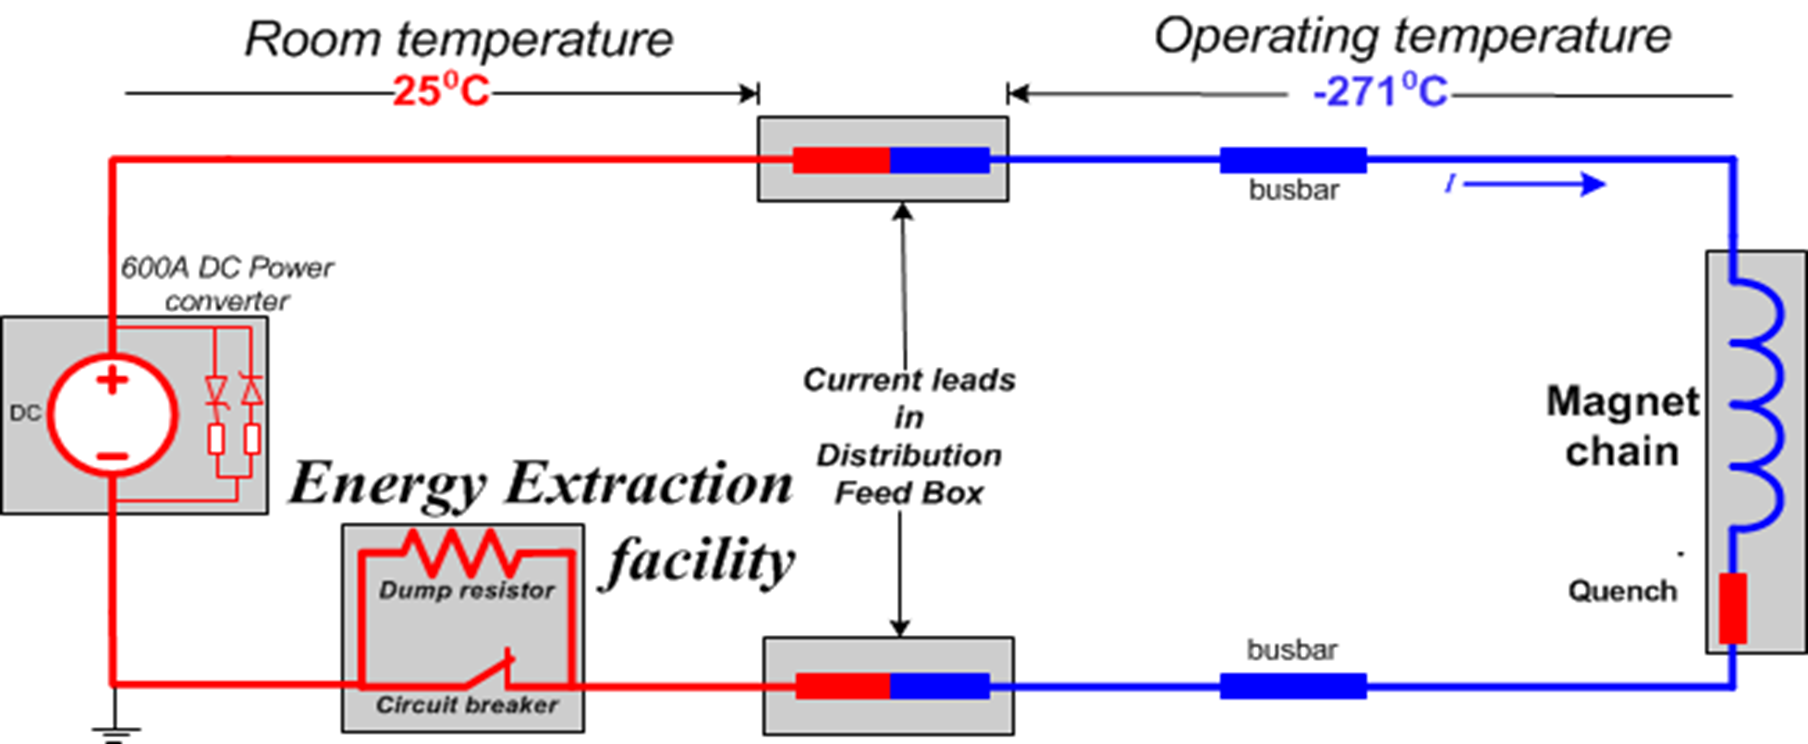 Room temperature
Operating temperature
25⁰C
-271⁰C
busbar
I
600A DC Power
converter
+
DC
−
Current leads
in
Distribution
Feed Box
Magnet
chain
Energy Extraction
facility
Dump resistor
Quench
busbar
Circuit breaker